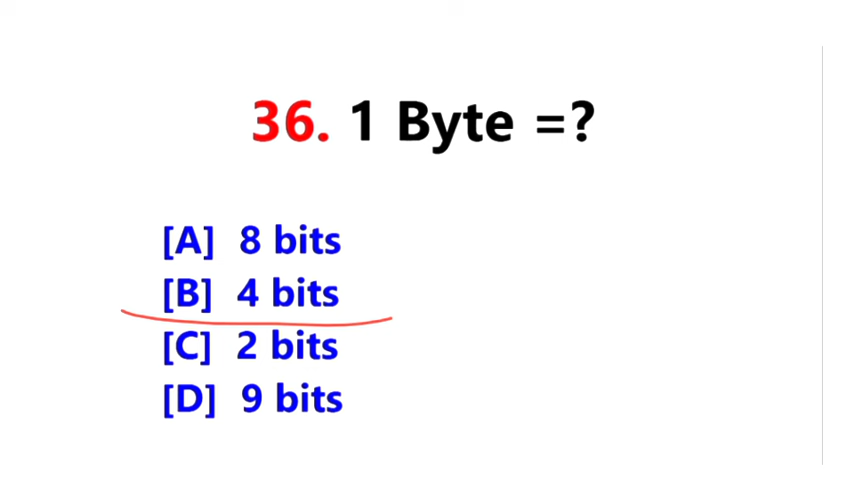 36. 1 Byte =?
[A] 8 bits
[B] 4 bits
[C] 2 bits
[D] 9 bits